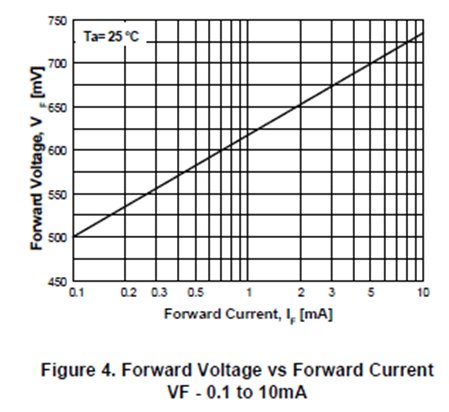 750
Ta= 25 °C
700
650
600
550
500
450
Forward Voltage, V F [mV]
0.1 0.2 0.3 0.5 1 2 3 5 10
Forward Current, IF [mA]
Figure 4. Forward Voltage vs Forward Current
VF - 0.1 to 10mA